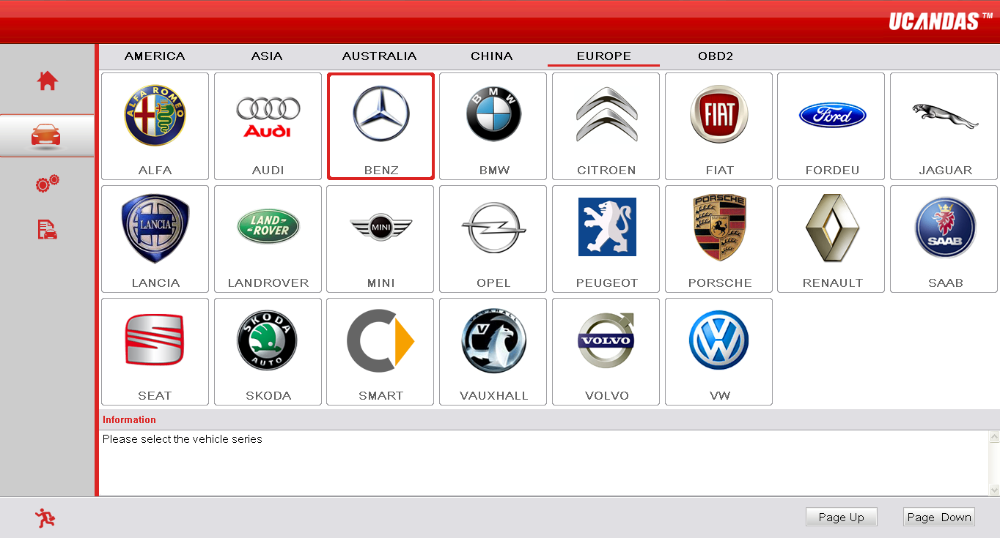 UCANDAS™
AMERICA ASIA AUSTRALIA CHINA EUROPE OBD2
ALFA ROMEO
Audi
BMW
FIAT
Ford
ALFA AUDI BENZ BMW CITROEN FIAT FORDEU JAGUAR
LANCIA
LAND-
ROVER
MINI
PORSCHE
STUTTGART
SAAB
LANCIA LANDROVER MINI OPEL PEUGEOT PORSCHE RENAULT SAAB
SKODA
AUTO
VAUXHALL
V
VOLVO
SEAT SKODA SMART VAUXHALL VOLVO VW
Information
Please select the vehicle series
Page Up Page Down